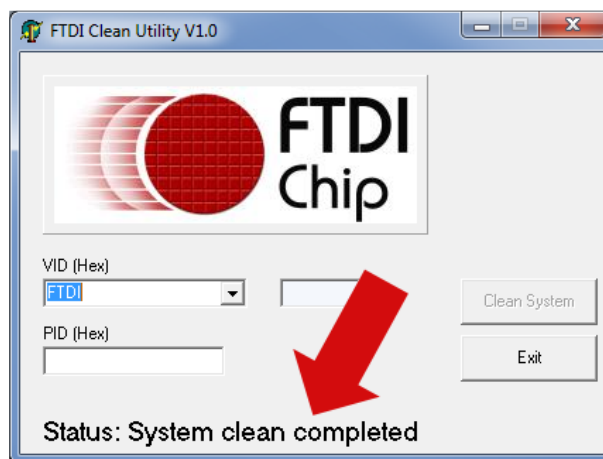 FTDI Clean Utility V1.0
FTDI
Chip
VID (Hex)
FTDI
Clean System
PID (Hex)
Exit
Status: System clean completed